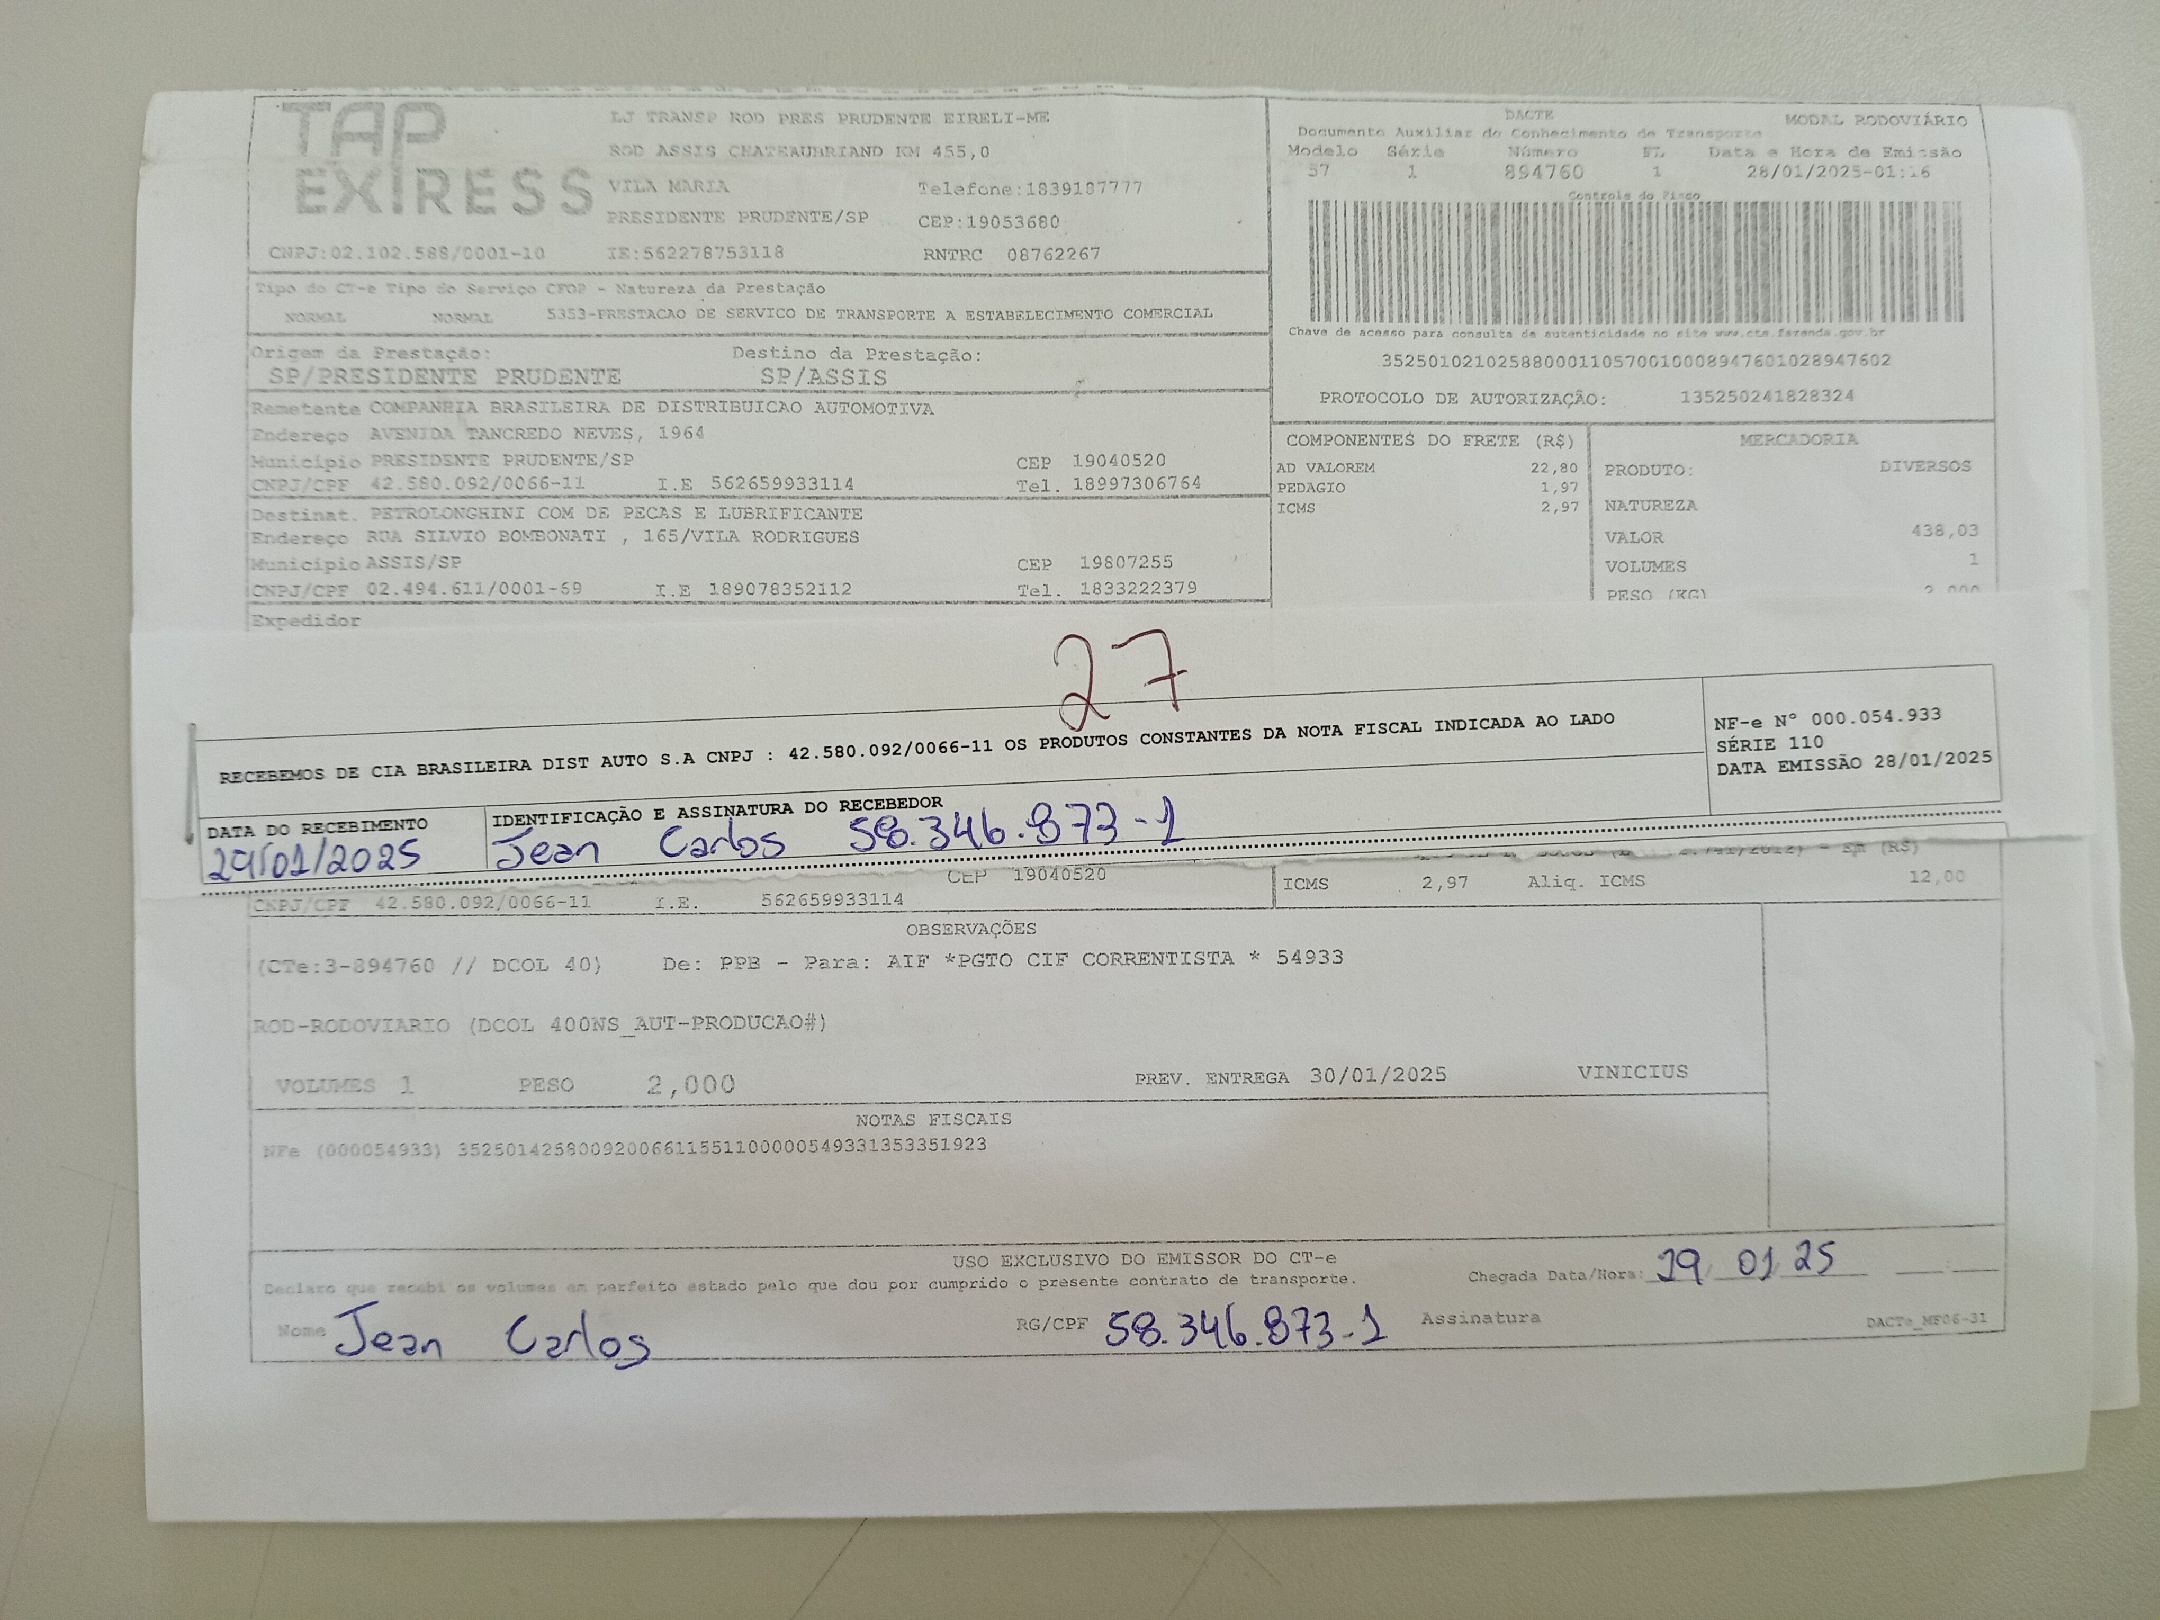 TAP
EXPRESS
LJ TRANSP ROD PRES PRUDENTE EIRELI-ME
ROD ASSIS CHATEAUBRIAND KM 455,0
VILA MARIA Telefone:1839187777
PRESIDENTE PRUDENTE/SP CEP:19053680
CNPJ:02.102.588/0001-10 IE:562278753118 RNTRC 08762267
DACTE MODAL RODOVIÁRIO
Documento Auxiliar do Conhecimento de Transporte
Modelo Série Número FL Data e Hora de Emissão
57 1 894760 1 28/01/2025-01:16
Controle do Fisco
Chave de acesso para consulta de autenticidade no site www.cte.fazenda.gov.br
35250102102588000110570010008947601028947602
PROTOCOLO DE AUTORIZAÇÃO: 135250241828324
Tipo do CT-e Tipo do Serviço CFOP - Natureza da Prestação
NORMAL NORMAL 5353-PRESTACAO DE SERVICO DE TRANSPORTE A ESTABELECIMENTO COMERCIAL
Origem da Prestação: Destino da Prestação:
SP/PRESIDENTE PRUDENTE SP/ASSIS
Remetente COMPANHIA BRASILEIRA DE DISTRIBUICAO AUTOMOTIVA
Endereço AVENIDA TANCREDO NEVES, 1964
Município PRESIDENTE PRUDENTE/SP CEP 19040520
CNPJ/CPF 42.580.092/0066-11 I.E 562659933114 Tel. 18997306764
Destinat. PETROLONGHINI COM DE PECAS E LUBRIFICANTE
Endereço RUA SILVIO BOMBONATI , 165/VILA RODRIGUES
Município ASSIS/SP CEP 19807255
CNPJ/CPF 02.494.611/0001-69 I.E 189078352112 Tel. 1833222379
Expedidor
COMPONENTES DO FRETE (R$)
AD VALOREM 22,80
PEDAGIO 1,97
ICMS 2,97
MERCADORIA
PRODUTO: DIVERSOS
NATUREZA
VALOR 438,03
VOLUMES 1
PESO (KG) 2,000
27
RECEBEMOS DE CIA BRASILEIRA DIST AUTO S.A CNPJ : 42.580.092/0066-11 OS PRODUTOS CONSTANTES DA NOTA FISCAL INDICADA AO LADO
NF-e Nº 000.054.933
SÉRIE 110
DATA EMISSÃO 28/01/2025
DATA DO RECEBIMENTO IDENTIFICAÇÃO E ASSINATURA DO RECEBEDOR
29/01/2025 Jean Carlos 58.346.873-1
CEP 19040520
CNPJ/CPF 42.580.092/0066-11 I.E. 562659933114
ICMS 2,97 Aliq. ICMS 12,00
OBSERVAÇÕES
(CTe:3-894760 // DCOL 40) De: PPB - Para: AIF *PGTO CIF CORRENTISTA * 54933
ROD-RODOVIARIO (DCOL 400NS_AUT-PRODUCAO#)
VOLUMES 1 PESO 2,000 PREV. ENTREGA 30/01/2025 VINICIUS
NOTAS FISCAIS
NFe (000054933) 35250142580092006611551100000549331353351923
USO EXCLUSIVO DO EMISSOR DO CT-e
Declaro que recebi os volumes em perfeito estado pelo que dou por cumprido o presente contrato de transporte. Chegada Data/Hora: 29 01 25
Nome Jean Carlos RG/CPF 58.346.873-1 Assinatura DACTe_MF06-31